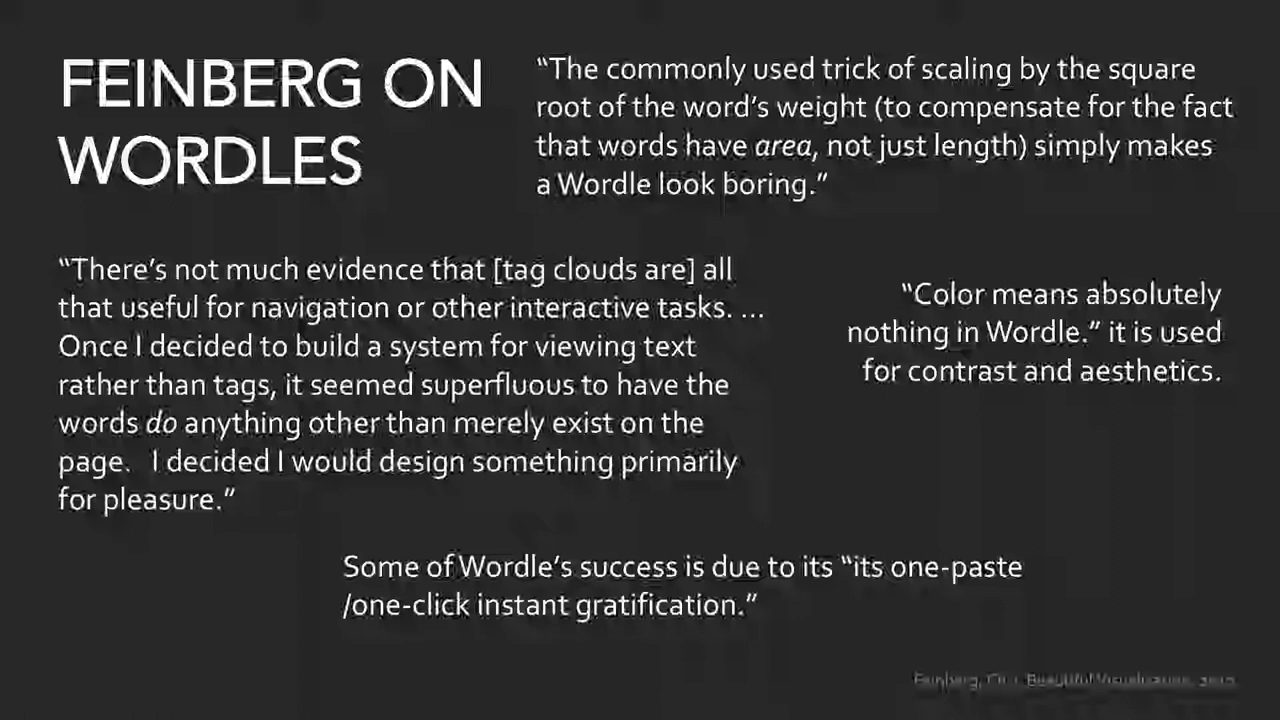 FEINBERG ON
WORDLES
“The commonly used trick of scaling by the square
root of the word’s weight (to compensate for the fact
that words have area, not just length) simply makes
a Wordle look boring.”
“There’s not much evidence that [tag clouds are] all
that useful for navigation or other interactive tasks. ...
Once I decided to build a system for viewing text
rather than tags, it seemed superfluous to have the
words do anything other than merely exist on the
page. I decided I would design something primarily
for pleasure.”
“Color means absolutely
nothing in Wordle.” it is used
for contrast and aesthetics.
Some of Wordle’s success is due to its “its one-paste
/one-click instant gratification.”
Feinberg, Beautiful Visualization,